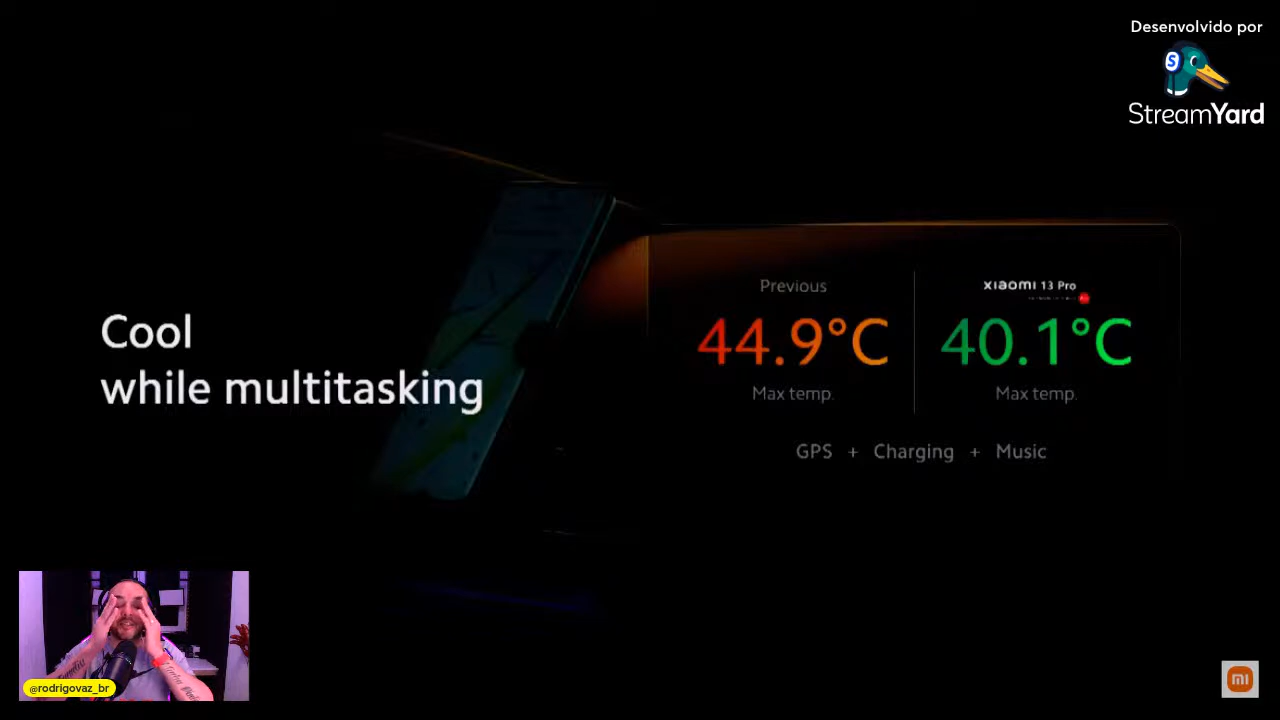 Desenvolvido por
StreamYard
Cool
while multitasking
Previous
44.9°C
Max temp.
xiaomi 13 Pro
40.1°C
Max temp.
GPS + Charging + Music
@rodrigovaz_br
mi